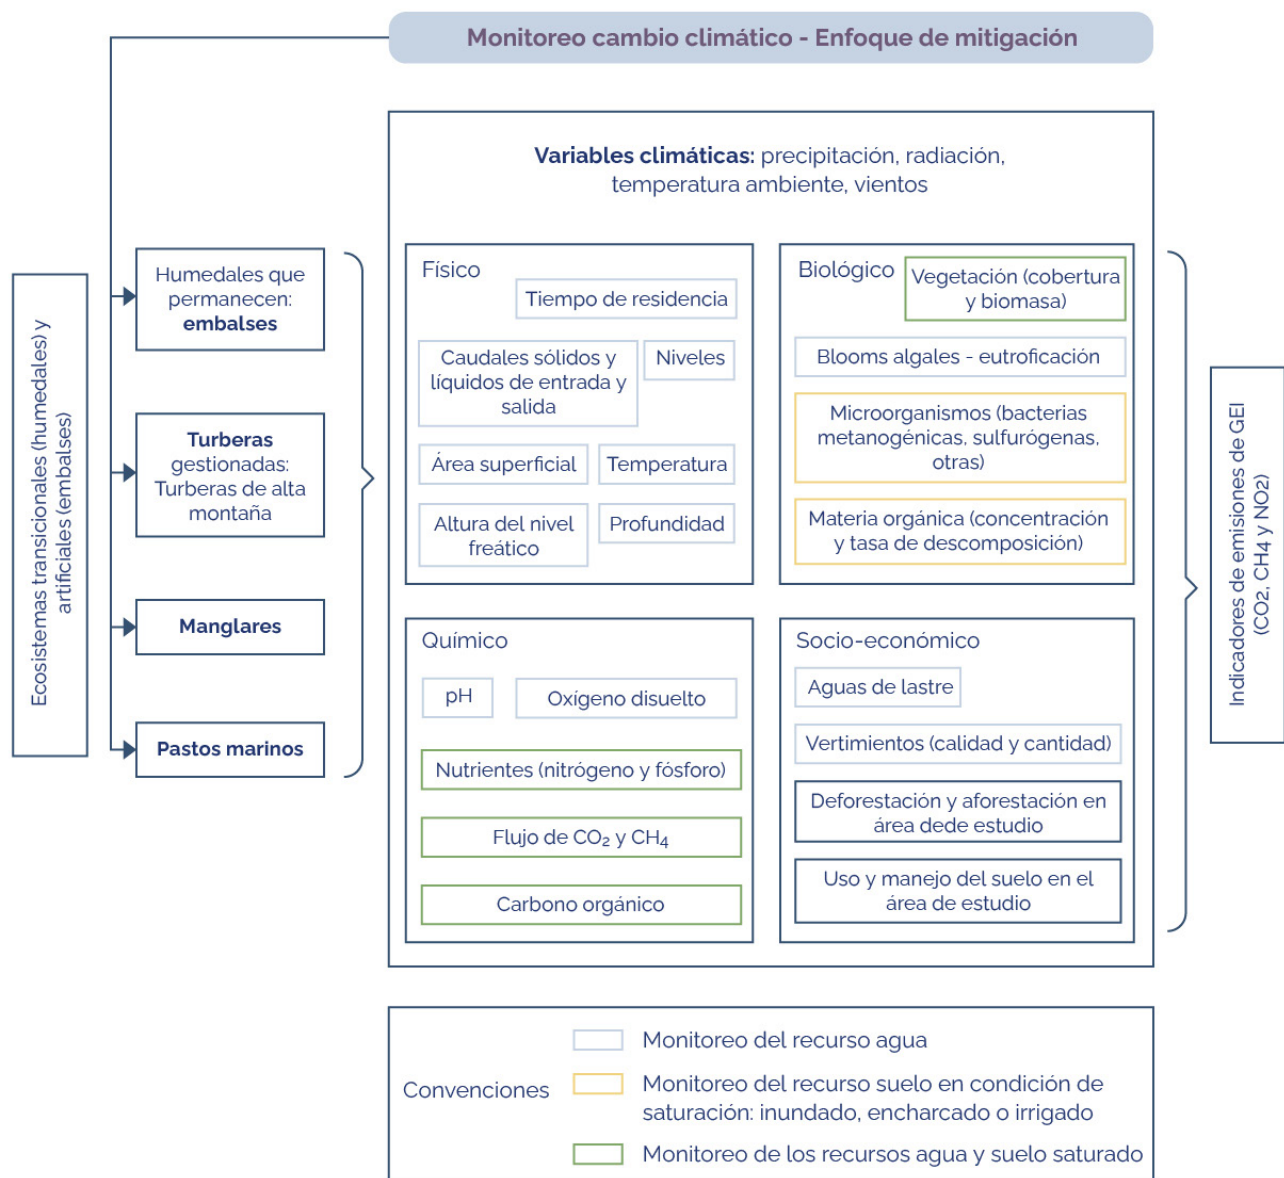 Monitoreo cambio climático - Enfoque de mitigación
Ecosistemas transicionales (humedales) y
artificiales (embalses)
Humedales que
permanecen:
embalses
Turberas
gestionadas:
Turberas de alta
montaña
Manglares
Pastos marinos
Variables climáticas: precipitación, radiación,
temperatura ambiente, vientos
Físico
Tiempo de residencia
Caudales sólidos y
líquidos de entrada y
salida
Niveles
Área superficial
Temperatura
Altura del nivel
freático
Profundidad
Biológico
Vegetación (cobertura
y biomasa)
Blooms algales - eutroficación
Microorganismos (bacterias
metanogénicas, sulfurógenas,
otras)
Materia orgánica (concentración
y tasa de descomposición)
Químico
pH
Oxígeno disuelto
Nutrientes (nitrógeno y fósforo)
Flujo de CO₂ y CH₄
Carbono orgánico
Socio-económico
Aguas de lastre
Vertimientos (calidad y cantidad)
Deforestación y aforestación en
área dede estudio
Uso y manejo del suelo en el
área de estudio
Indicadores de emisiones de GEI
(CO2, CH4 y NO2)
Convenciones
Monitoreo del recurso agua
Monitoreo del recurso suelo en condición de
saturación: inundado, encharcado o irrigado
Monitoreo de los recursos agua y suelo saturado